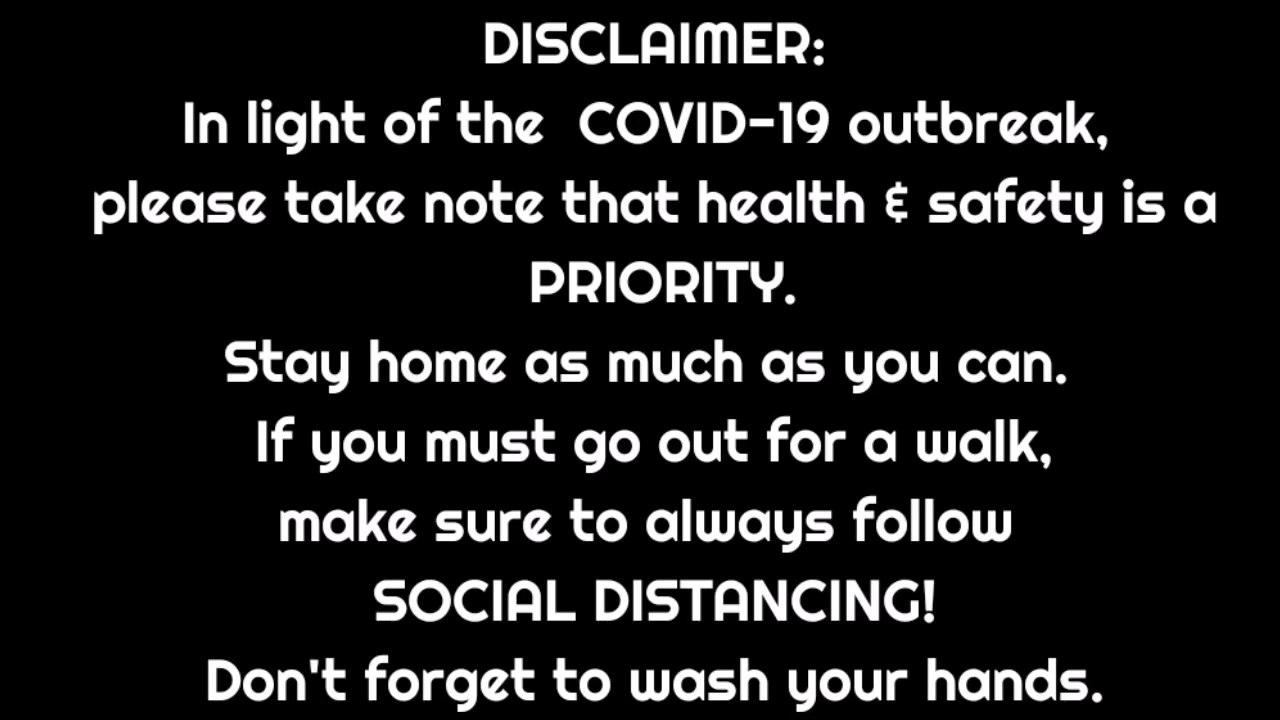 DISCLAIMER:
In light of the COVID-19 outbreak,
please take note that health & safety is a
PRIORITY.
Stay home as much as you can.
If you must go out for a walk,
make sure to always follow
SOCIAL DISTANCING!
Don't forget to wash your hands.